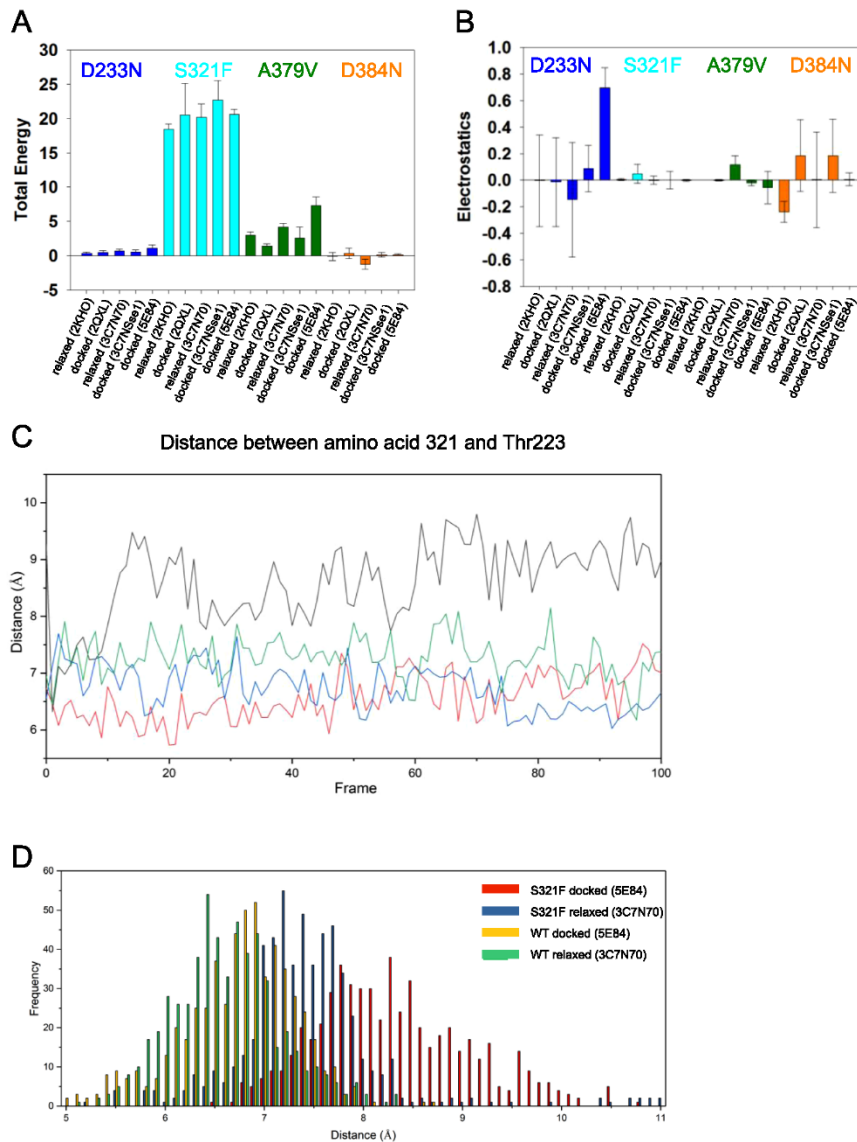 A
Total Energy
30
25
20
15
10
5
0
-5
D233N S321F A379V D384N
relaxed (2KHO)
docked (2QXL)
relaxed (3C7N70)
docked (3C7NSse1)
docked (5E84)
relaxed (2KHO)
docked (2QXL)
relaxed (3C7N70)
docked (3C7NSse1)
docked (5E84)
relaxed (2KHO)
docked (2QXL)
relaxed (3C7N70)
docked (3C7NSse1)
docked (5E84)
relaxed (2KHO)
docked (2QXL)
relaxed (3C7N70)
docked (3C7NSse1)
docked (5E84)
B
Electrostatics
1.0
0.8
0.6
0.4
0.2
0.0
-0.2
-0.4
-0.6
-0.8
D233N S321F A379V D384N
relaxed (2KHO)
docked (2QXL)
relaxed (3C7N70)
docked (3C7NSse1)
docked (5E84)
relaxed (2KHO)
docked (2QXL)
relaxed (3C7N70)
docked (3C7NSse1)
docked (5E84)
relaxed (2KHO)
docked (2QXL)
relaxed (3C7N70)
docked (3C7NSse1)
docked (5E84)
relaxed (2KHO)
docked (2QXL)
relaxed (3C7N70)
docked (3C7NSse1)
docked (5E84)
C
Distance between amino acid 321 and Thr223
Distance (Å)
10
9
8
7
6
0 20 40 60 80 100
Frame
D
Frequency
60
50
40
30
20
10
0
S321F docked (5E84)
S321F relaxed (3C7N70)
WT docked (5E84)
WT relaxed (3C7N70)
5 6 7 8 9 10 11
Distance (Å)